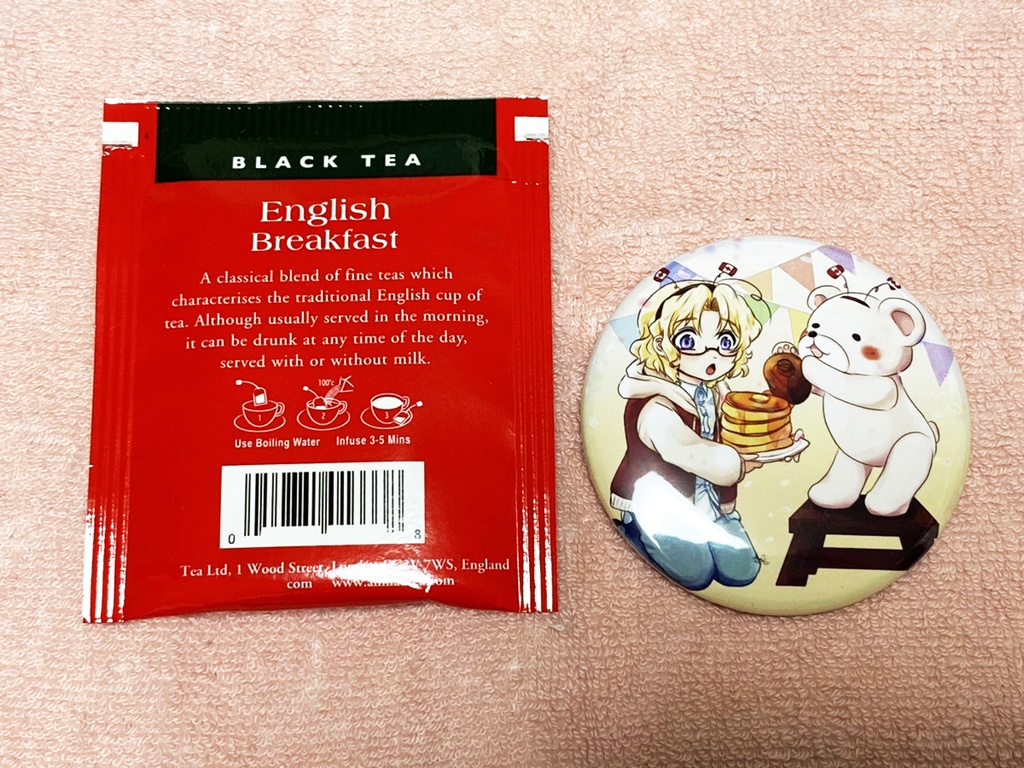 BLACK TEA
English
Breakfast
A classical blend of fine teas which
characterises the traditional English cup of
tea. Although usually served in the morning,
it can be drunk at any time of the day,
served with or without milk.
100°c
1 2 3
Use Boiling Water Infuse 3-5 Mins
0
Tea Ltd, 1 Wood Street, 7WS, England
com